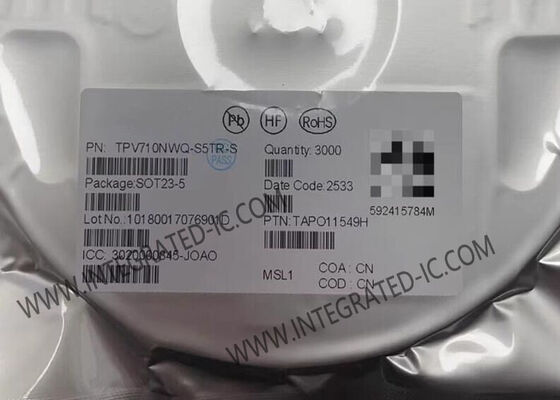 Pb HF RoHS
PN: TPV710NWQ-S5TR-S
PASS
Quantity: 3000
Package:SOT23-5
Date Code:2533
592415784M
Lot No.:10180017076901D
PTN:TAPO11549H
ICC: 3020000845-JOAO
MSL1
COA : CN
COD : CN
WWW.INTEGRATED-IC.COM
WWW.INTEGRATED-IC.COM